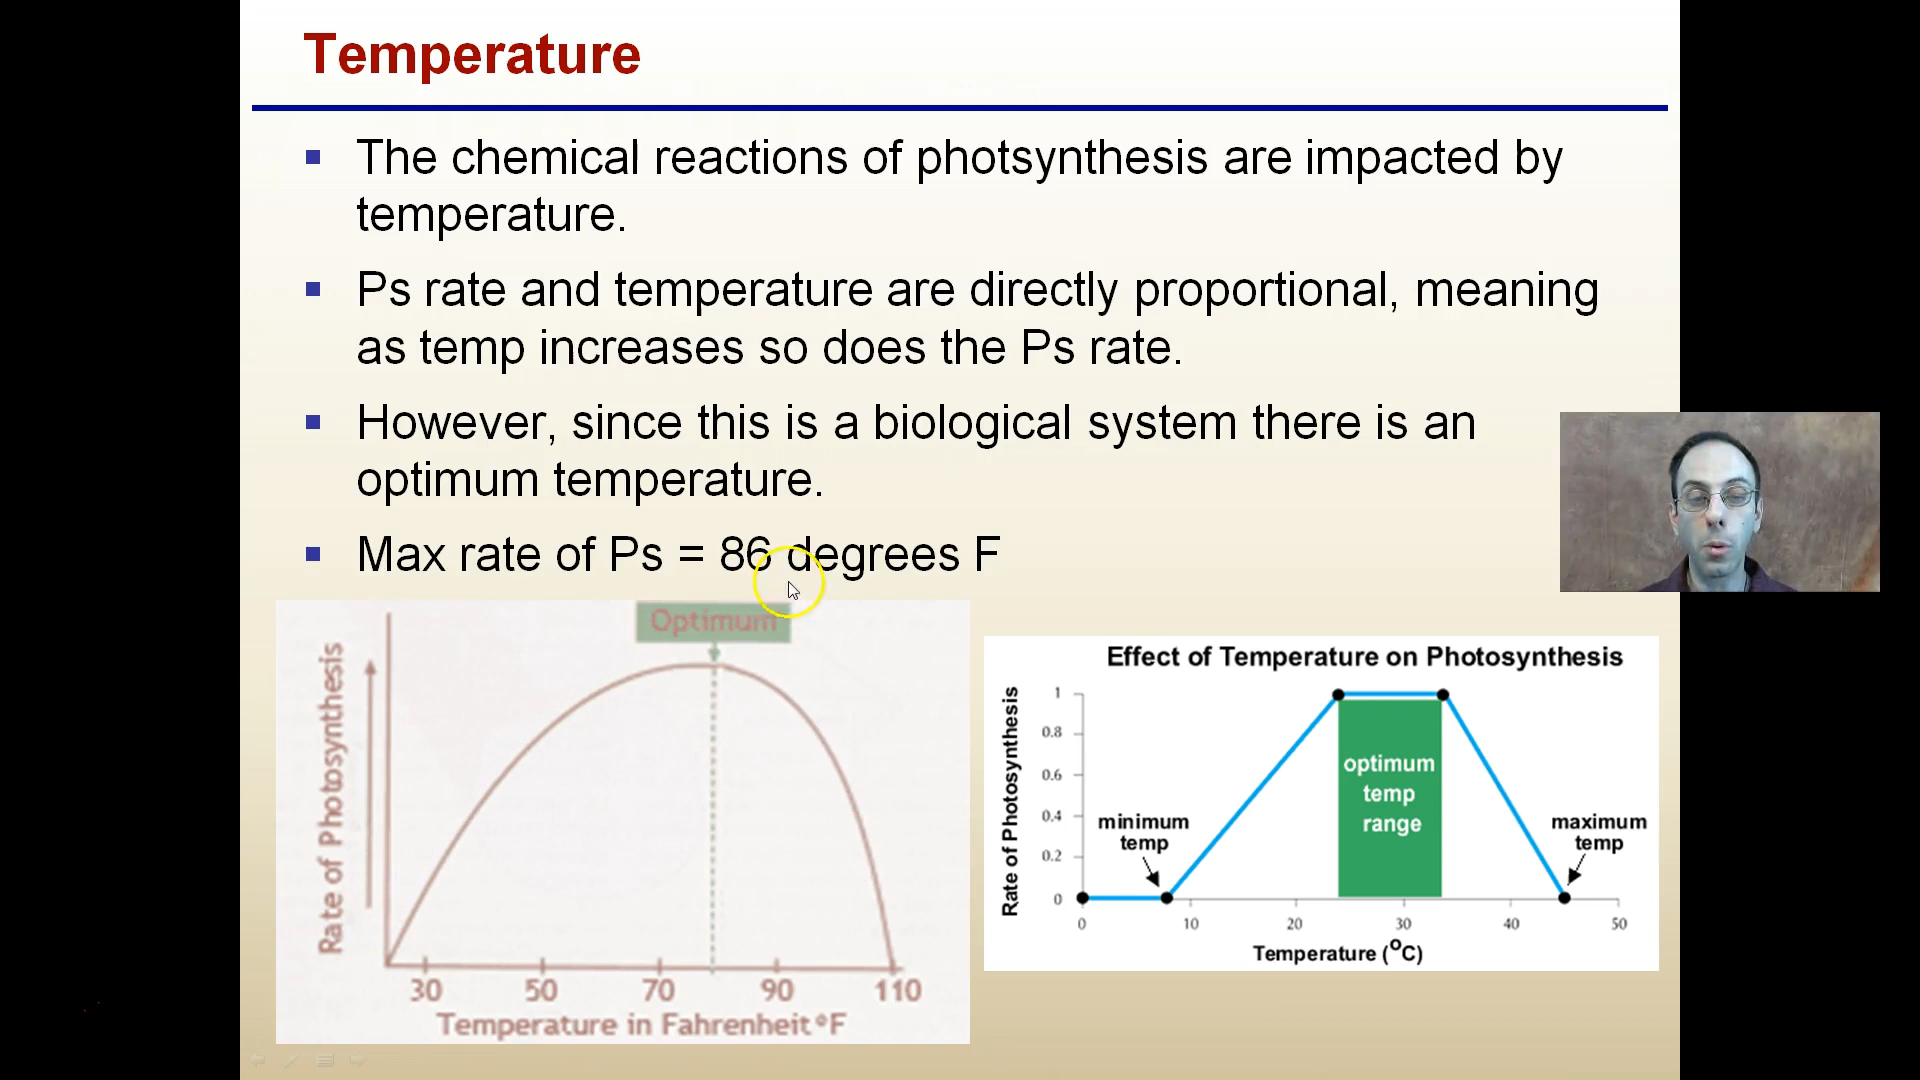 Temperature
The chemical reactions of photsynthesis are impacted by
temperature.
Ps rate and temperature are directly proportional, meaning
as temp increases so does the Ps rate.
However, since this is a biological system there is an
optimum temperature.
Max rate of Ps = 86 degrees F
Optimum
Rate of Photosynthesis
30 50 70 90 110
Temperature in Fahrenheit °F
Effect of Temperature on Photosynthesis
Rate of Photosynthesis
1
0.8
0.6
0.4
0.2
0
minimum
temp
optimum
temp
range
maximum
temp
0 10 20 30 40 50
Temperature (°C)